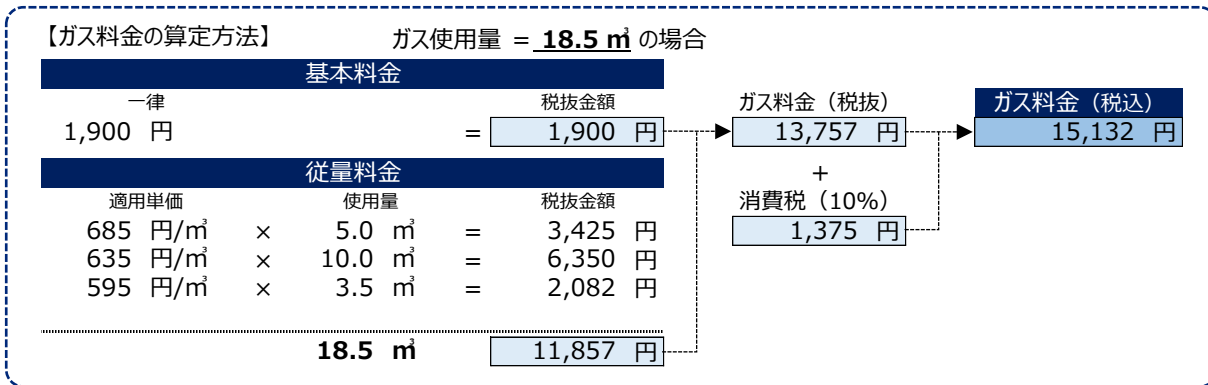 【ガス料金の算定方法】 ガス使用量 = 18.5 ㎥ の場合
基本料金
一律 税抜金額
1,900 円 = 1,900 円
従量料金
適用単価 使用量 税抜金額
685 円/㎥ × 5.0 ㎥ = 3,425 円
635 円/㎥ × 10.0 ㎥ = 6,350 円
595 円/㎥ × 3.5 ㎥ = 2,082 円
18.5 ㎥ 11,857 円
ガス料金（税抜）
13,757 円
+
消費税（10%）
1,375 円
ガス料金（税込）
15,132 円